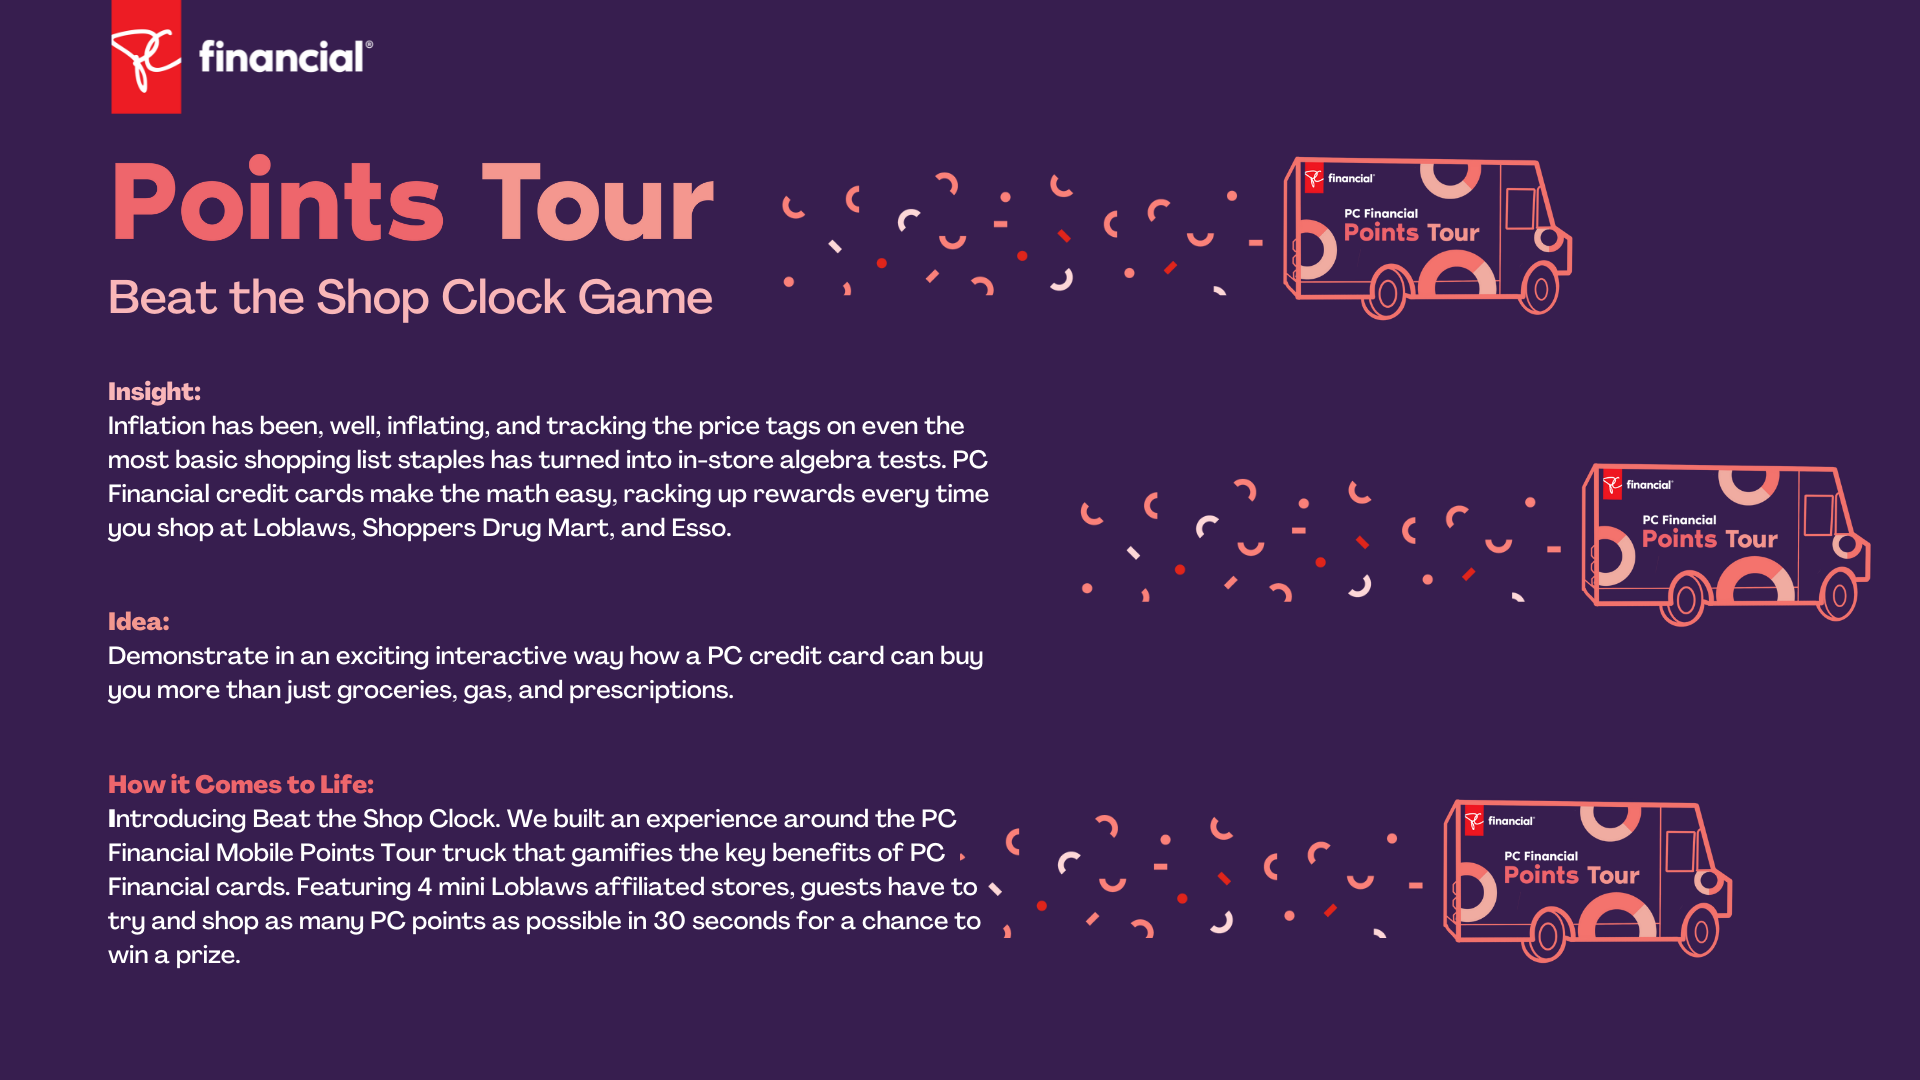 PC financial®
Points Tour
Beat the Shop Clock Game
PC financial®
PC Financial
Points Tour
Insight:
Inflation has been, well, inflating, and tracking the price tags on even the
most basic shopping list staples has turned into in-store algebra tests. PC
Financial credit cards make the math easy, racking up rewards every time
you shop at Loblaws, Shoppers Drug Mart, and Esso.
PC financial®
PC Financial
Points Tour
Idea:
Demonstrate in an exciting interactive way how a PC credit card can buy
you more than just groceries, gas, and prescriptions.
How it Comes to Life:
Introducing Beat the Shop Clock. We built an experience around the PC
Financial Mobile Points Tour truck that gamifies the key benefits of PC
Financial cards. Featuring 4 mini Loblaws affiliated stores, guests have to
try and shop as many PC points as possible in 30 seconds for a chance to
win a prize.
PC financial®
PC Financial
Points Tour